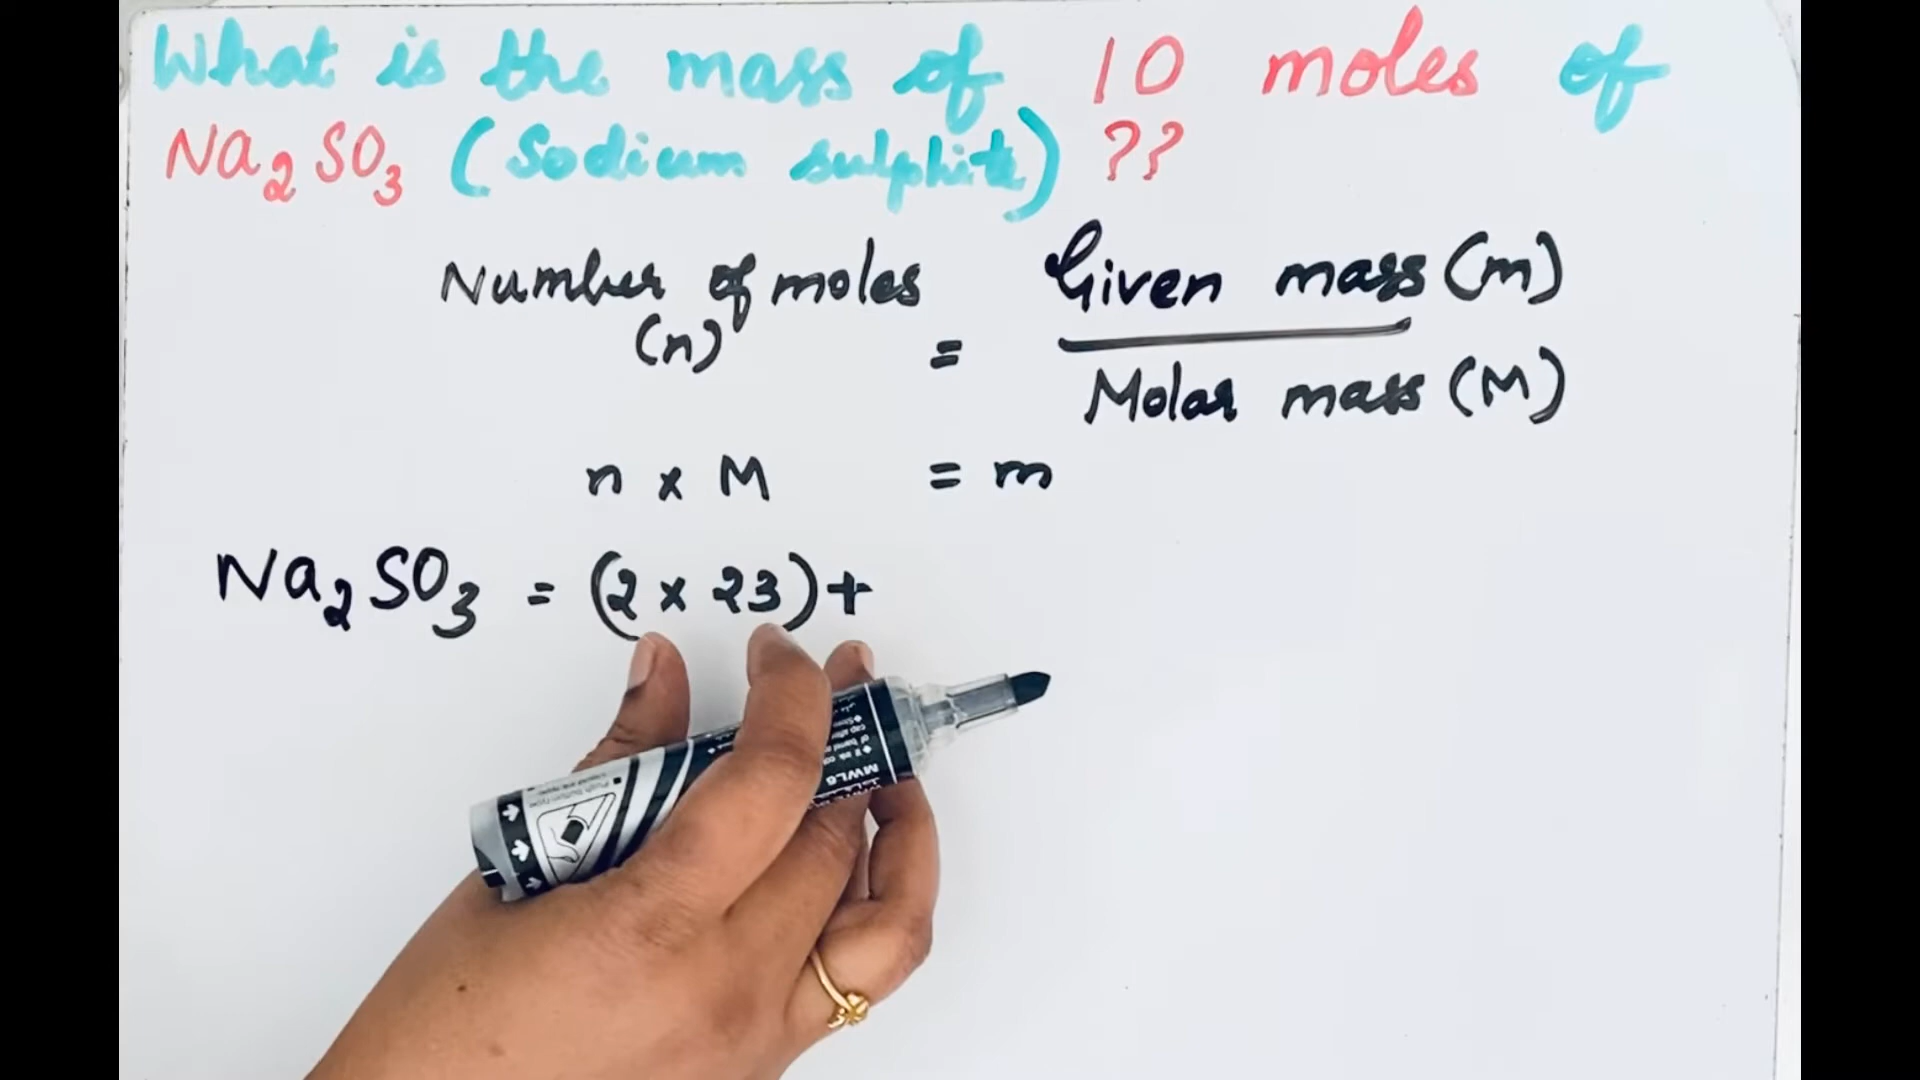 What is the mass of 10 moles of
Na₂SO₃ (Sodium sulphite) ??
Number of moles (n) = Given mass (m)
Molar mass (M)
n × M = m
Na₂SO₃ = (2 × 23) +
MWL6